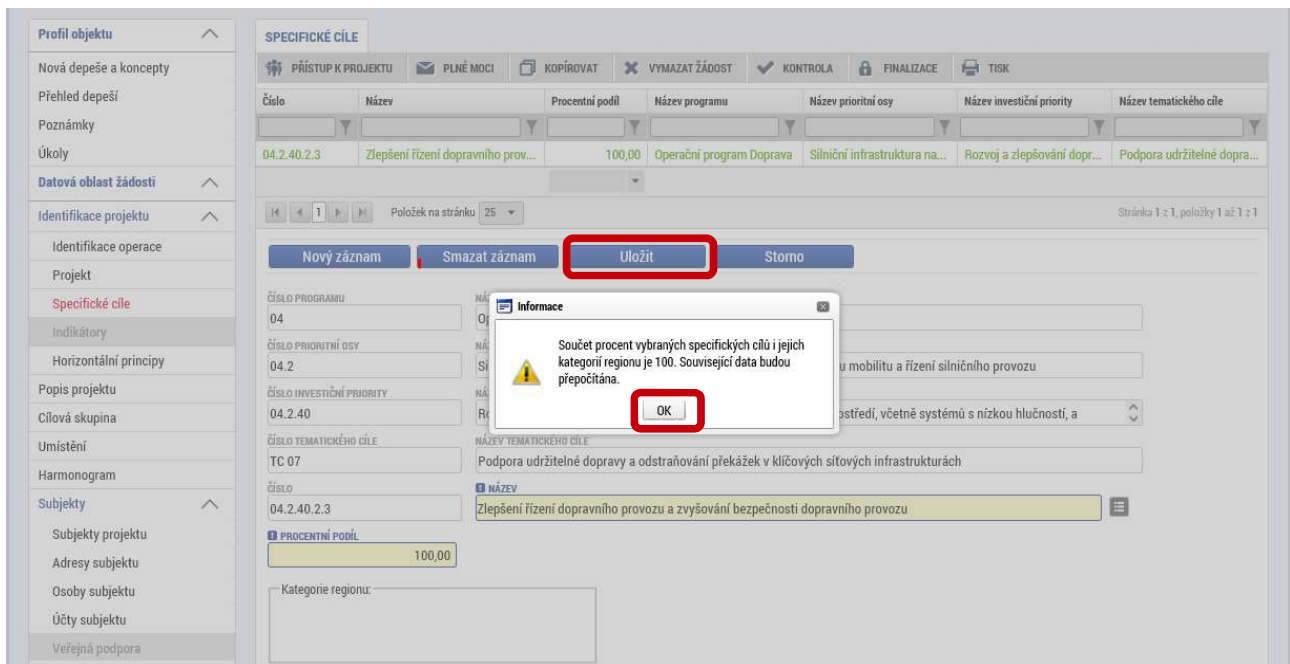 Profil objektu
Nová depeše a koncepty
Přehled depeší
Poznámky
Úkoly
Datová oblast žádosti
Identifikace projektu
Identifikace operace
Projekt
Specifické cíle
Indikátory
Horizontální principy
Popis projektu
Cílová skupina
Umístění
Harmonogram
Subjekty
Subjekty projektu
Adresy subjektu
Osoby subjektu
Účty subjektu
Veřejná podpora
SPECIFICKÉ CÍLE
PŘÍSTUP K PROJEKTU PLNÉ MOCI KOPÍROVAT VYMAZAT ŽÁDOST KONTROLA FINALIZACE TISK
Číslo Název Procentní podíl Název programu Název prioritní osy Název investiční priority Název tematického cíle
04.2.40.2.3 Zlepšení řízení dopravního prov... 100,00 Operační program Doprava Silniční infrastruktura na... Rozvoj a zlepšování dopr... Podpora udržitelné dopra...
1 Položek na stránku 25 Stránka 1 z 1, položky 1 až 1 z 1
Nový záznam Smazat záznam Uložit Storno
ČÍSLO PROGRAMU
04
ČÍSLO PRIORITNÍ OSY
04.2 u mobilitu a řízení silničního provozu
ČÍSLO INVESTIČNÍ PRIORITY
04.2.40 ostředí, včetně systémů s nízkou hlučností, a
Informace
Součet procent vybraných specifických cílů i jejich
kategorií regionu je 100. Související data budou
přepočítána.
OK
ČÍSLO TEMATICKÉHO CÍLE NÁZEV TEMATICKÉHO CÍLE
TC 07 Podpora udržitelné dopravy a odstraňování překážek v klíčových síťových infrastrukturách
ČÍSLO NÁZEV
04.2.40.2.3 Zlepšení řízení dopravního provozu a zvyšování bezpečnosti dopravního provozu
PROCENTNÍ PODÍL
100,00
Kategorie regionu: